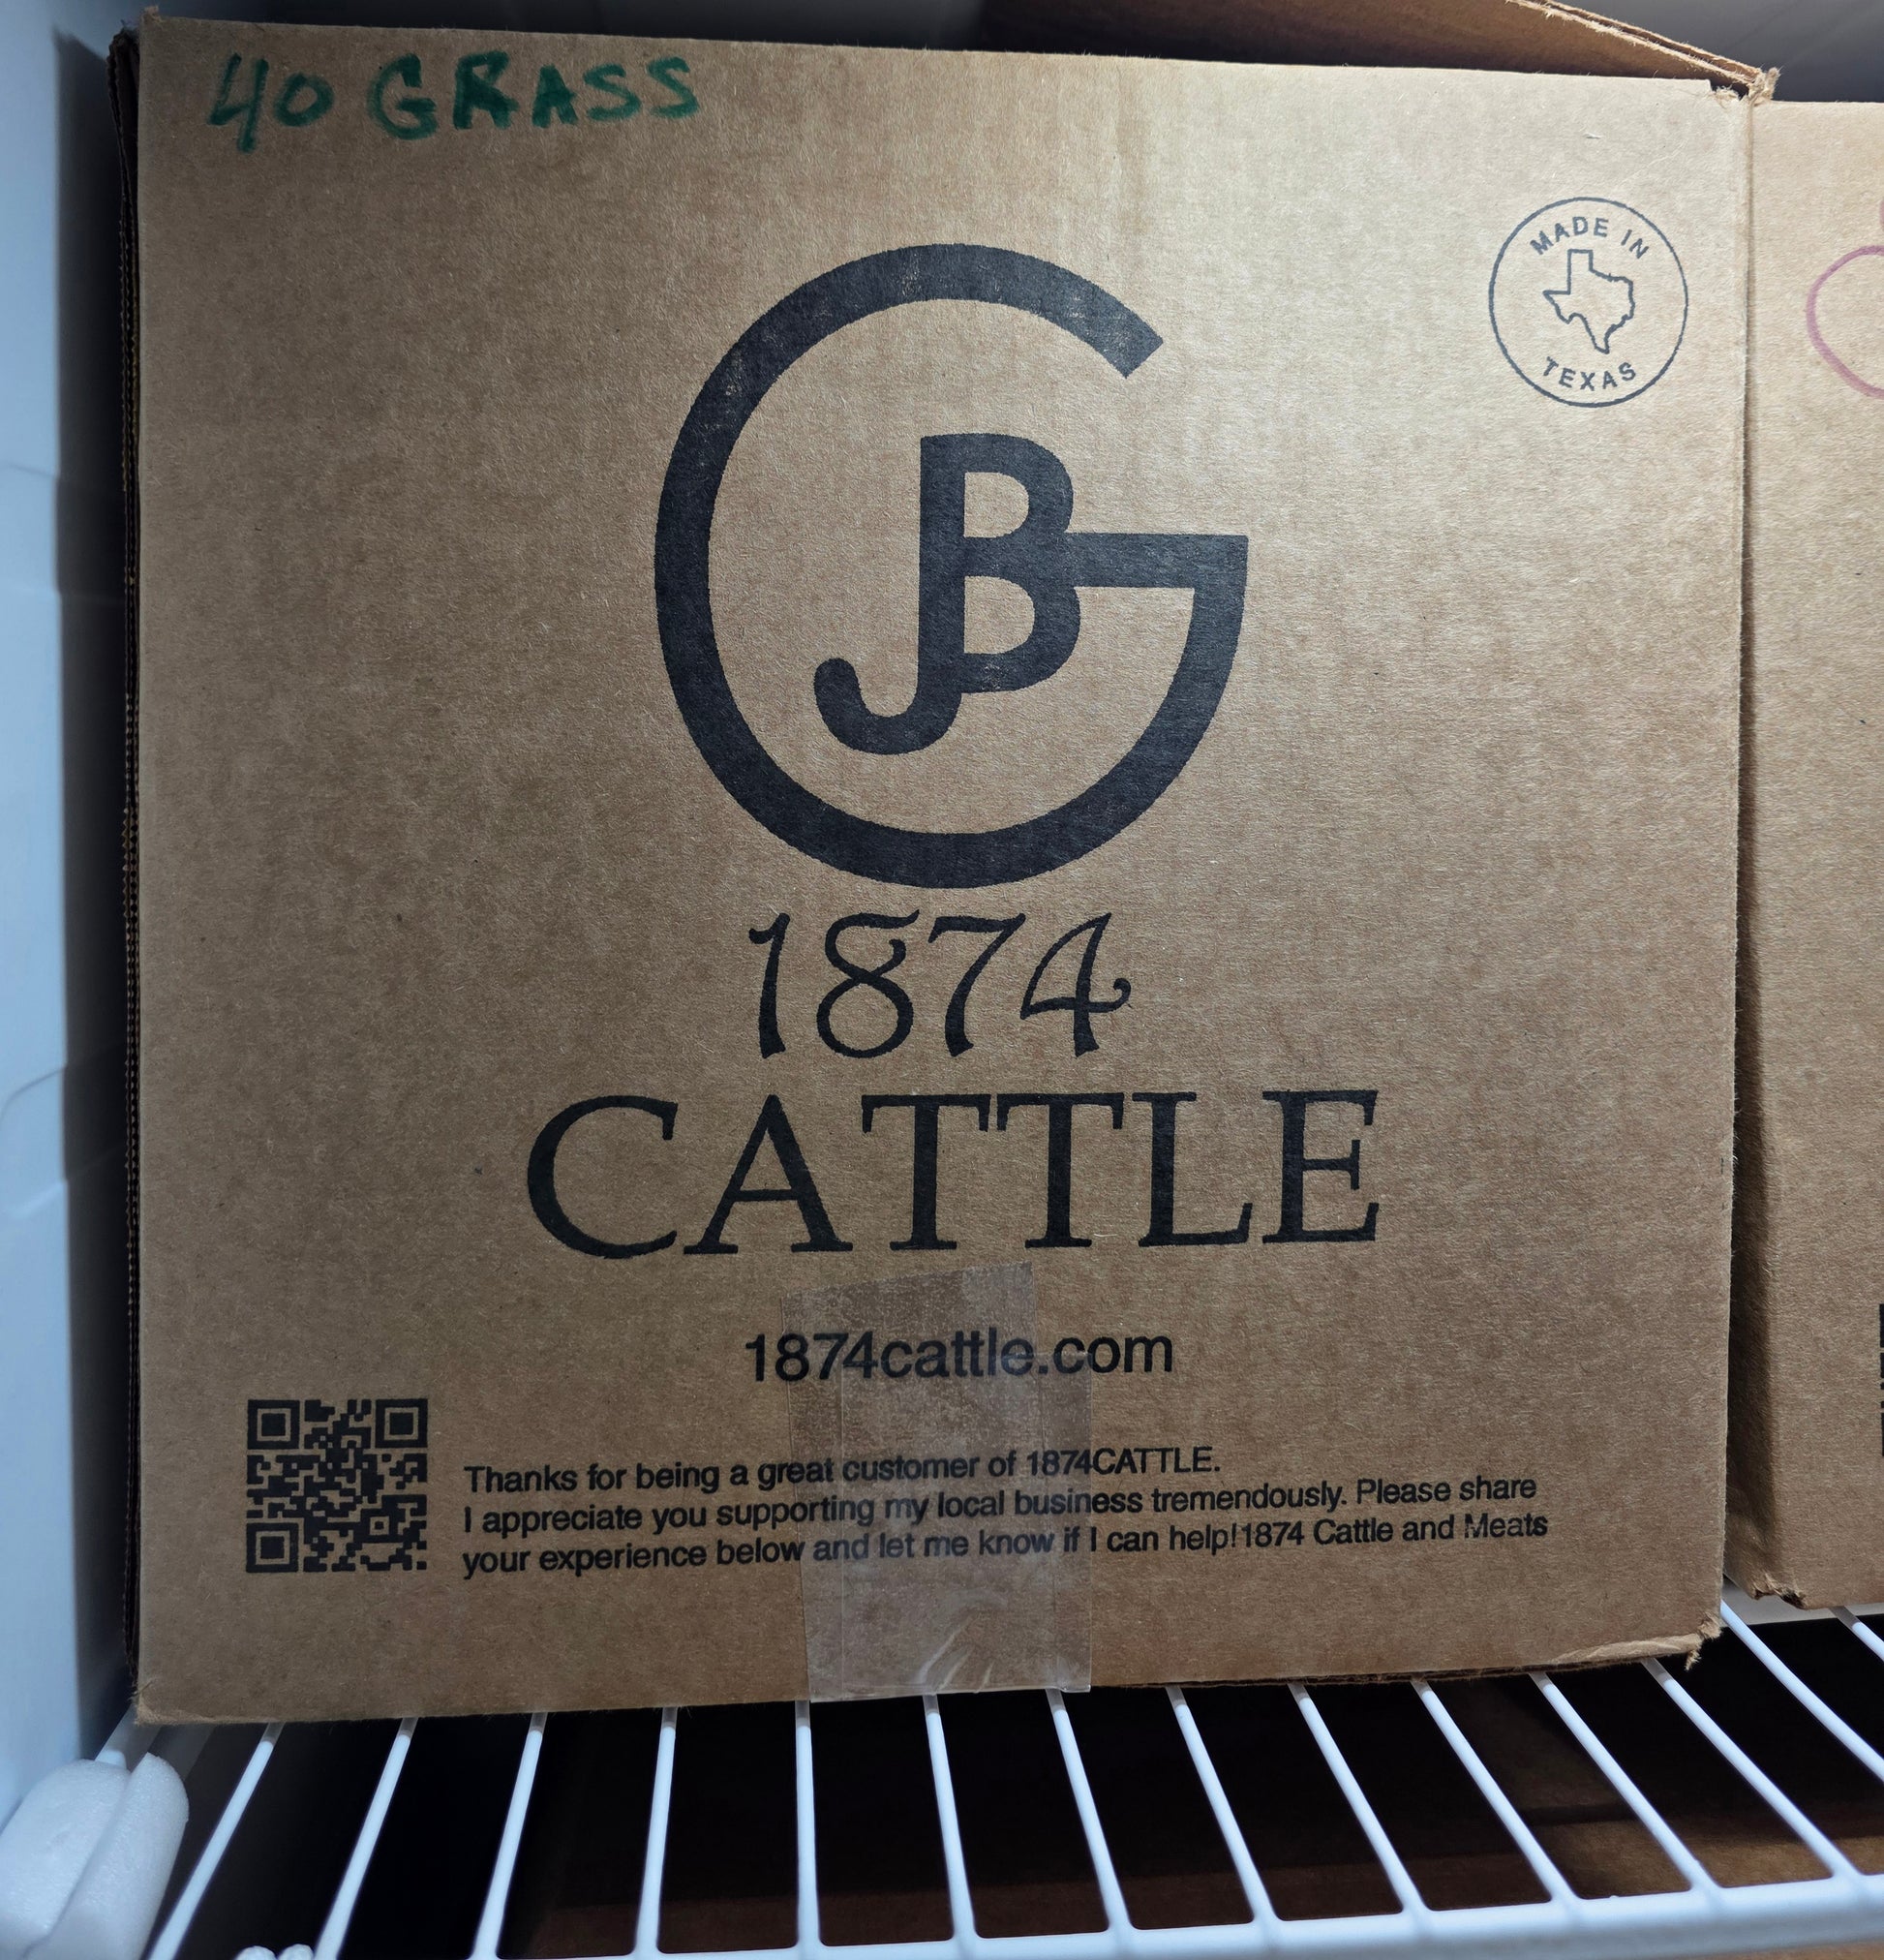 40 GRASS
MADE IN
TEXAS
GJB
1874
CATTLE
1874cattle.com
Thanks for being a great customer of 1874CATTLE.
I appreciate you supporting my local business tremendously. Please share
your experience below and let me know if I can help!1874 Cattle and Meats